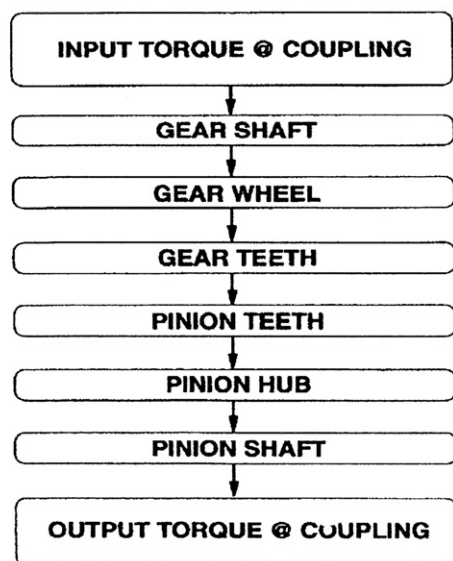 INPUT TORQUE @ COUPLING
GEAR SHAFT
GEAR WHEEL
GEAR TEETH
PINION TEETH
PINION HUB
PINION SHAFT
OUTPUT TORQUE @ COUPLING